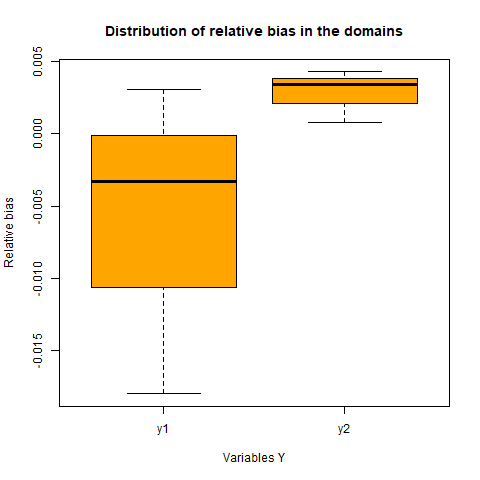 Distribution of relative bias in the domains
Relative bias
0.005
0.000
-0.005
-0.010
-0.015
y1
y2
Variables Y